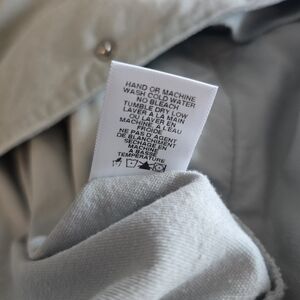 HAND OR MACHINE
WASH COLD WATER
NO BLEACH
TUMBLE DRY LOW
LAVER A LA MAIN
OU LAVER EN
MACHINE A L'EAU
FROIDE
NE PAS D'AGENT
DE BLANCHIMENT
SECHAGE EN
MACHINE
A BASSE
TEMPERATURE